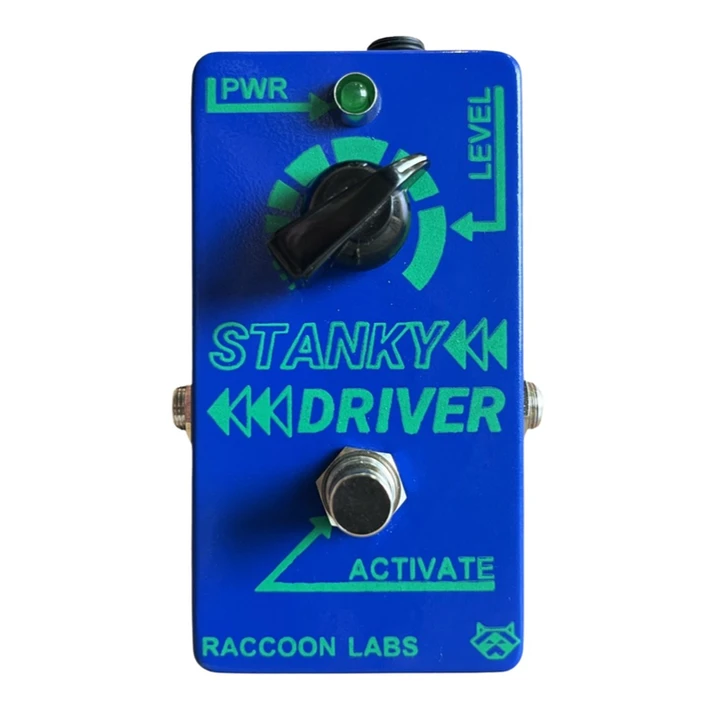 PWR
LEVEL
STANKY
DRIVER
ACTIVATE
RACCOON LABS